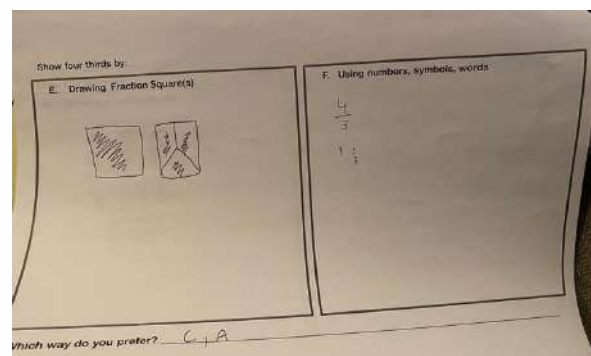 Show four thirds by:
E. Drawing Fraction Square(s)
F. Using numbers, symbols, words
4
3
1 1/3
Which way do you prefer? C, A